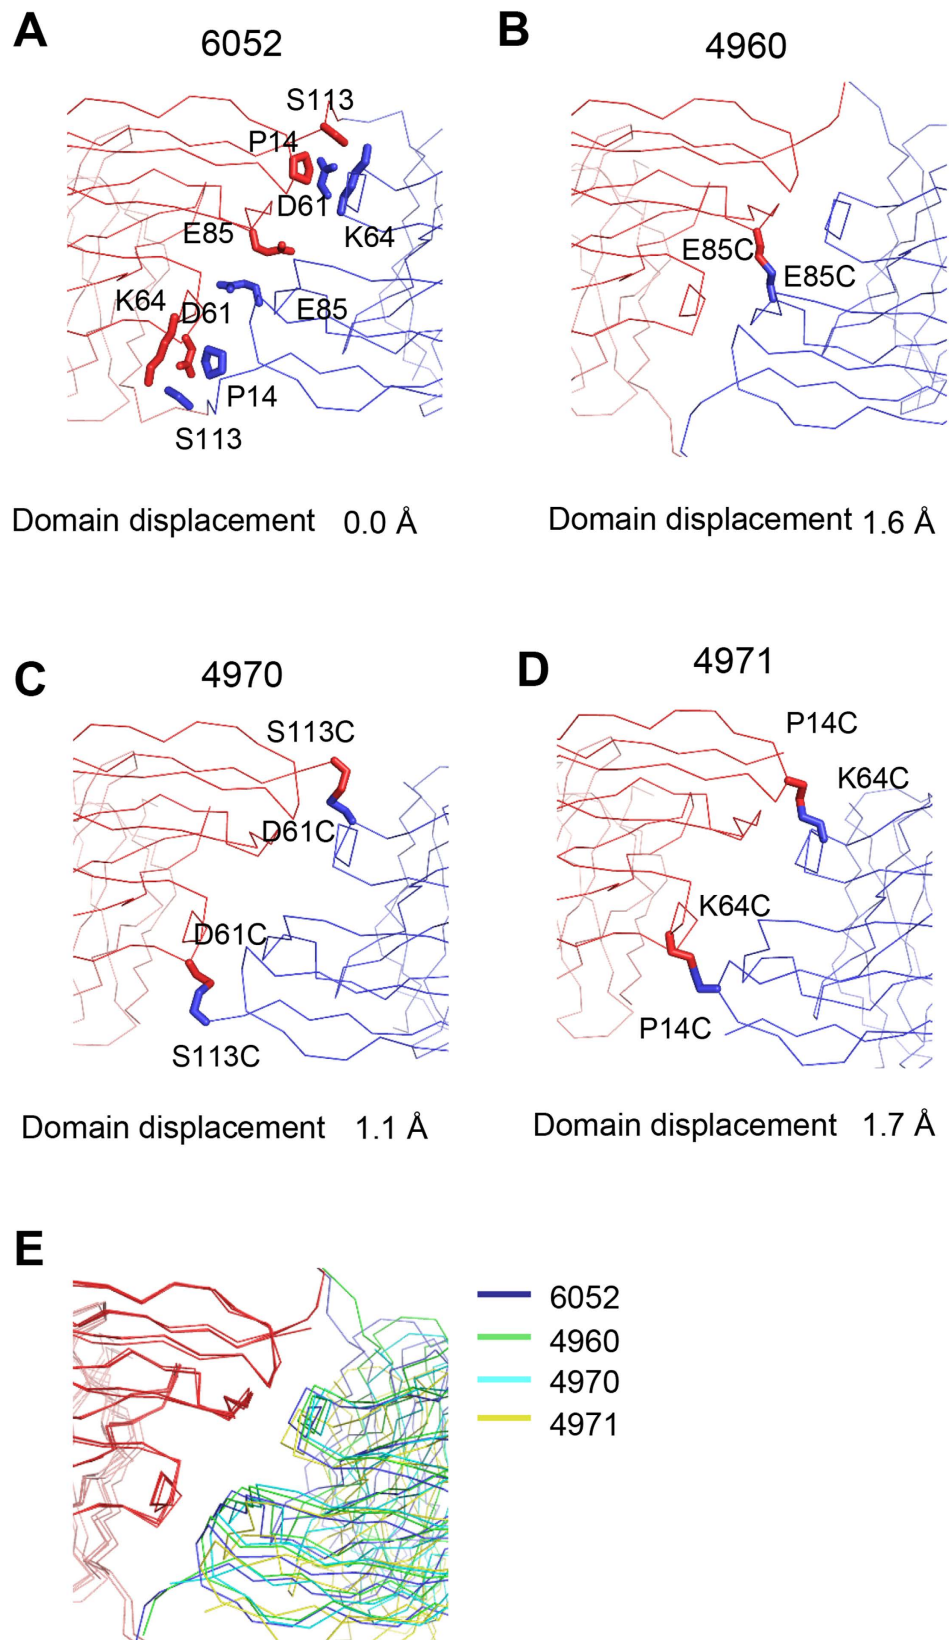 A
6052
S113
P14
D61
K64
E85
K64
D61
E85
P14
S113
Domain displacement 0.0 Å
B
4960
E85C
E85C
Domain displacement 1.6 Å
C
4970
S113C
D61C
D61C
S113C
Domain displacement 1.1 Å
D
4971
P14C
K64C
K64C
P14C
Domain displacement 1.7 Å
E
6052
4960
4970
4971